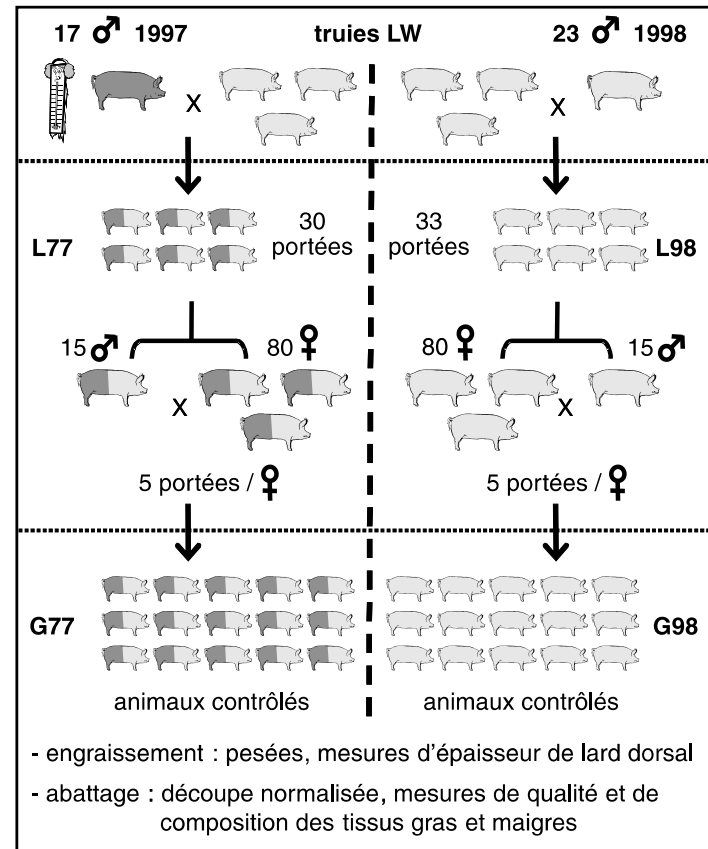 17 ♂ 1997 truies LW 23 ♂ 1998
X X
L77 30 portées 33 portées L98
15 ♂ 80 ♀ 80 ♀ 15 ♂
X X
5 portées / ♀ 5 portées / ♀
G77 G98
animaux contrôlés animaux contrôlés
- engraissement : pesées, mesures d'épaisseur de lard dorsal
- abattage : découpe normalisée, mesures de qualité et de
composition des tissus gras et maigres